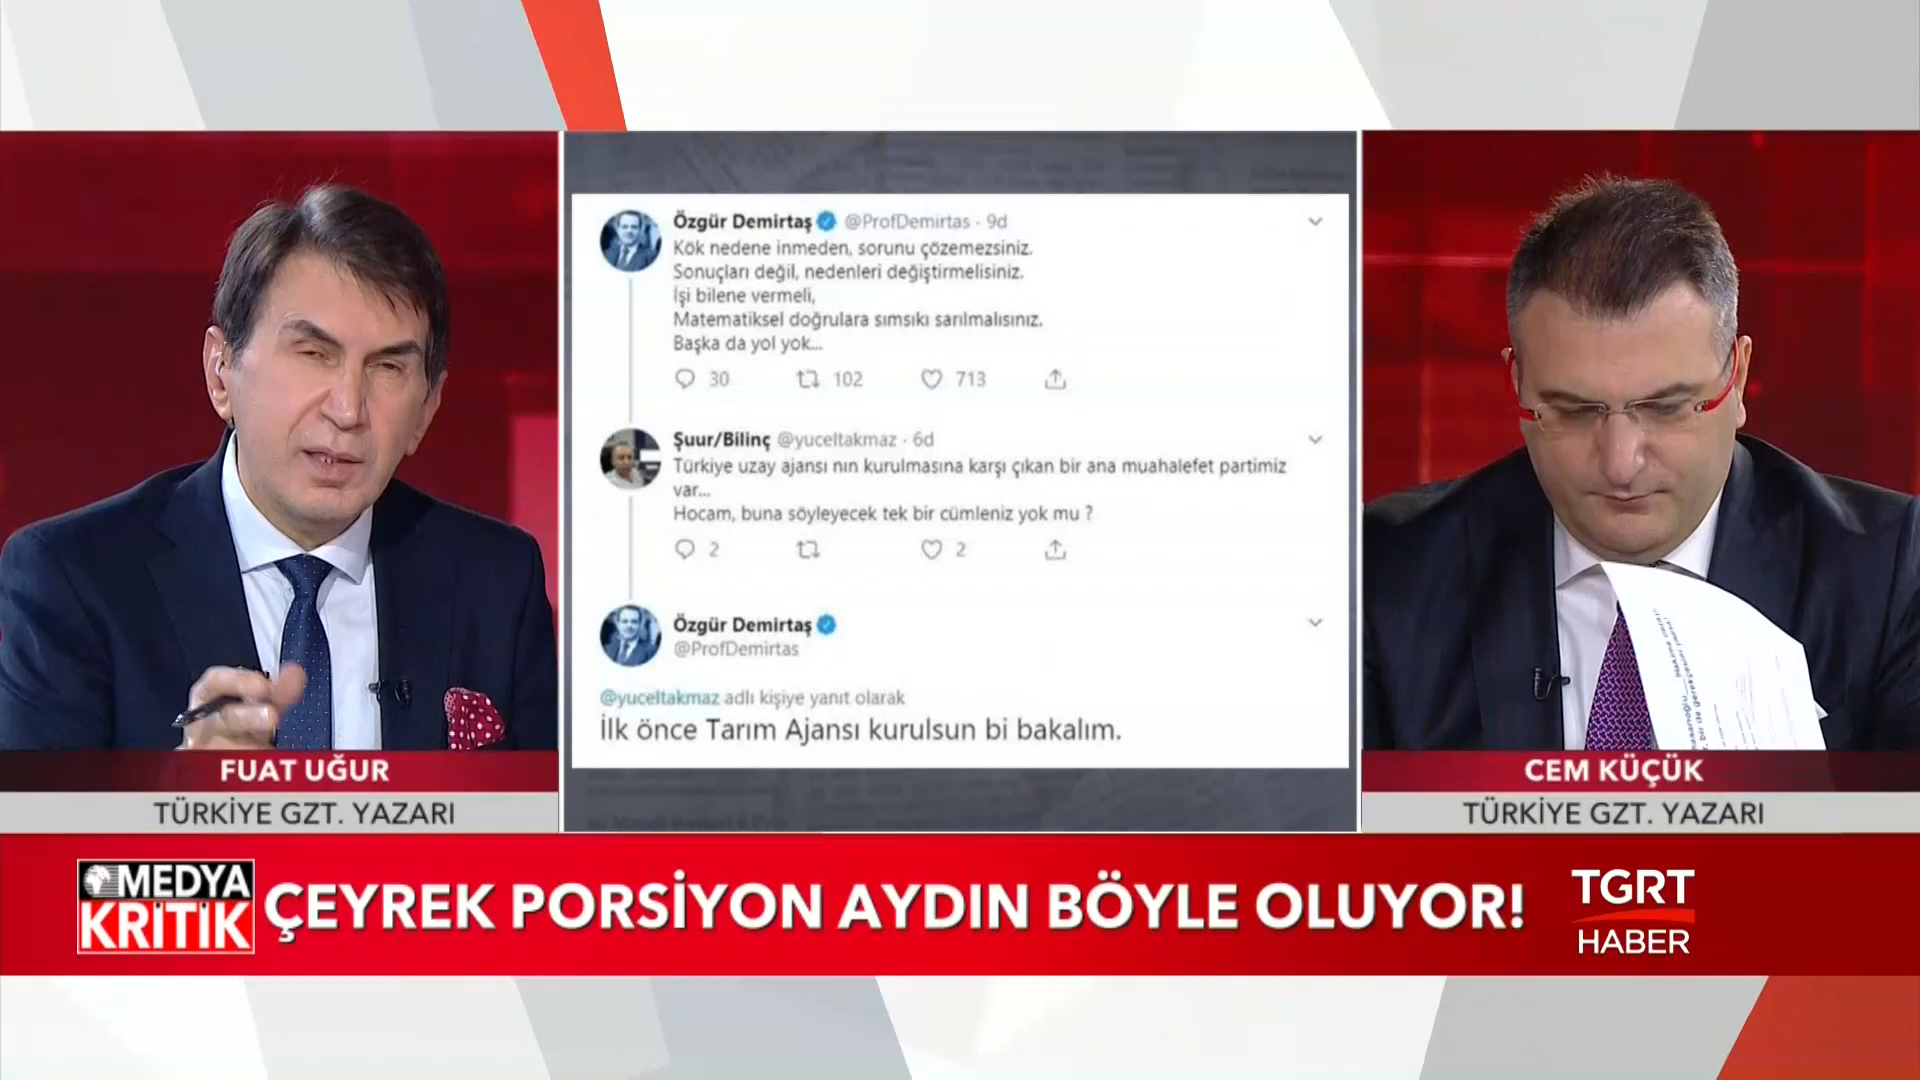 Özgür Demirtaş @ProfDemirtas · 9d
Kök nedene inmeden, sorunu çözemezsiniz.
Sonuçları değil, nedenleri değiştirmelisiniz.
İşi bilene vermeli,
Matematiksel doğrulara sımsıkı sarılmalısınız.
Başka da yol yok...
30 102 713
Şuur/Bilinç @yuceltakmaz · 6d
Türkiye uzay ajansı nın kurulmasına karşı çıkan bir ana muahalefet partimiz
var...
Hocam, buna söyleyecek tek bir cümleniz yok mu ?
2 2
Özgür Demirtaş
@ProfDemirtas
@yuceltakmaz adlı kişiye yanıt olarak
İlk önce Tarım Ajansı kurulsun bi bakalım.
FUAT UĞUR
TÜRKİYE GZT. YAZARI
CEM KÜÇÜK
TÜRKİYE GZT. YAZARI
MEDYA
KRİTİK
ÇEYREK PORSİYON AYDIN BÖYLE OLUYOR!
TGRT
HABER